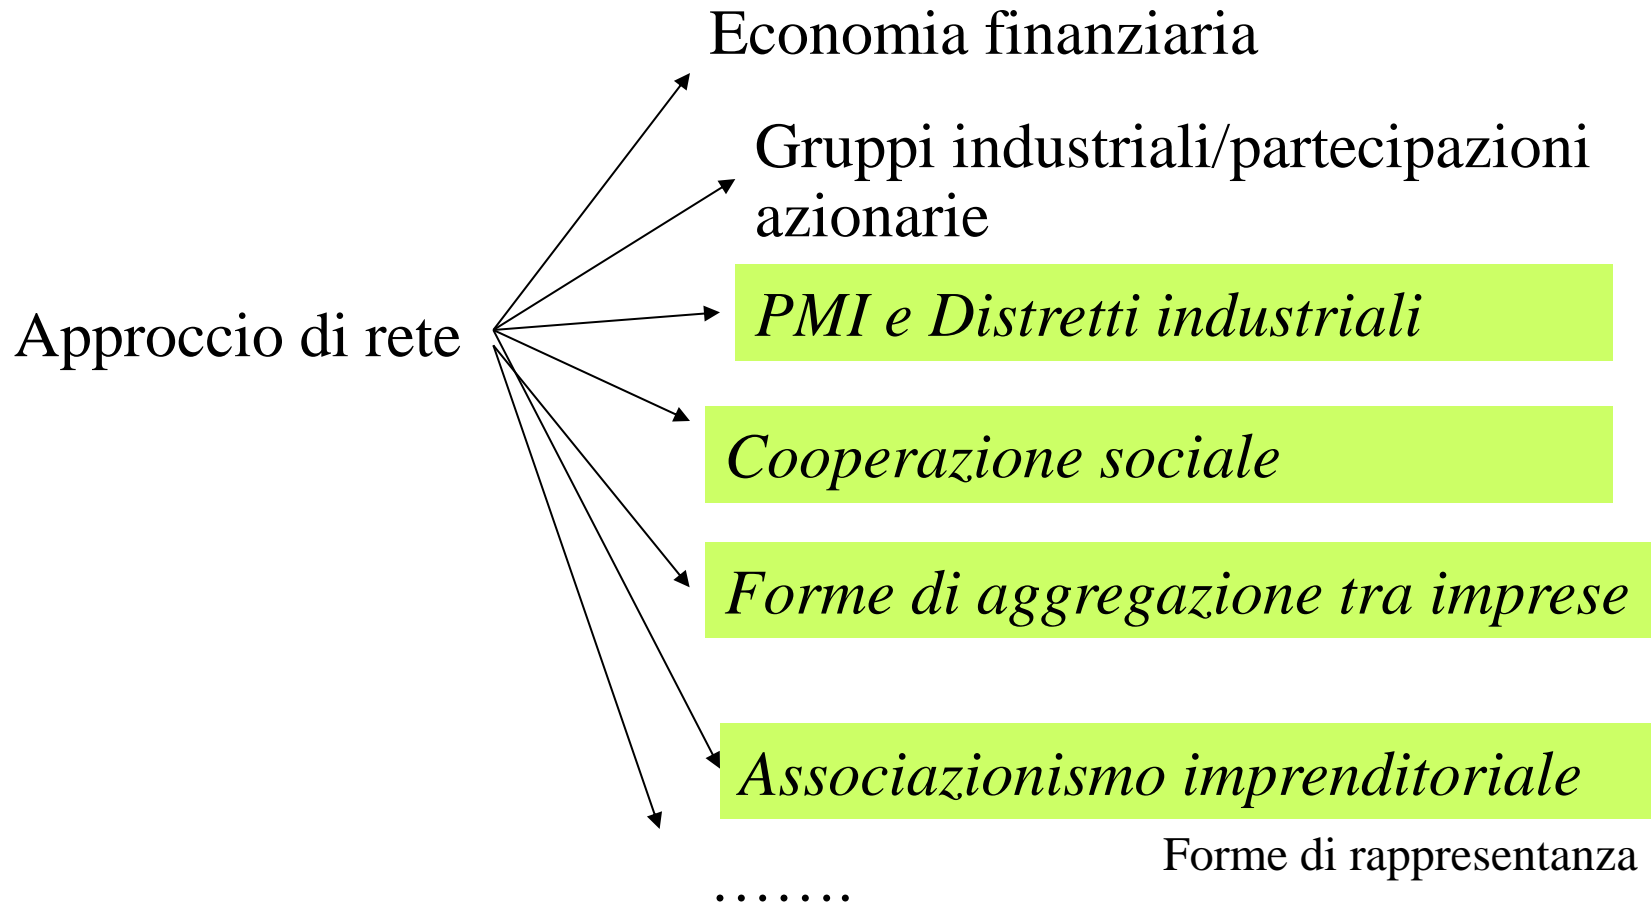 Economia finanziaria
Gruppi industriali/partecipazioni
azionarie
Approccio di rete
PMI e Distretti industriali
Cooperazione sociale
Forme di aggregazione tra imprese
Associazionismo imprenditoriale
Forme di rappresentanza
…….